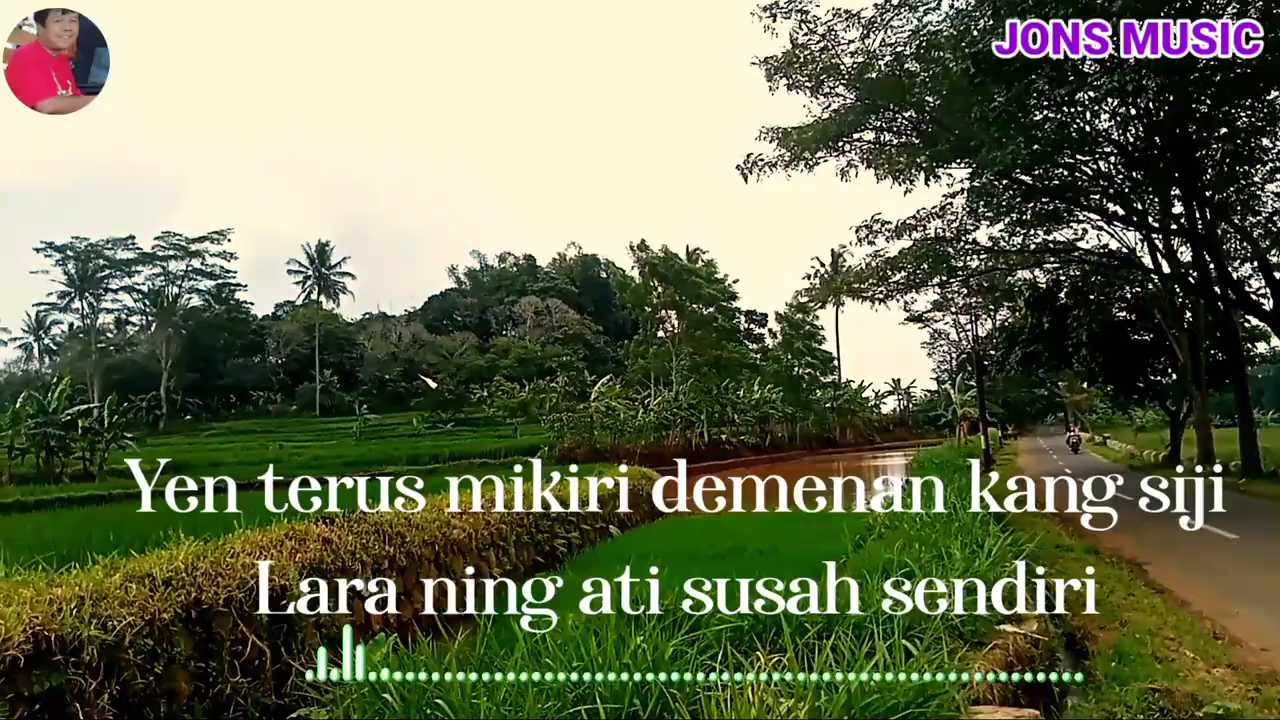 JONS MUSIC
Yen terus mikiri demenan kang siji
Lara ning ati susah sendiri